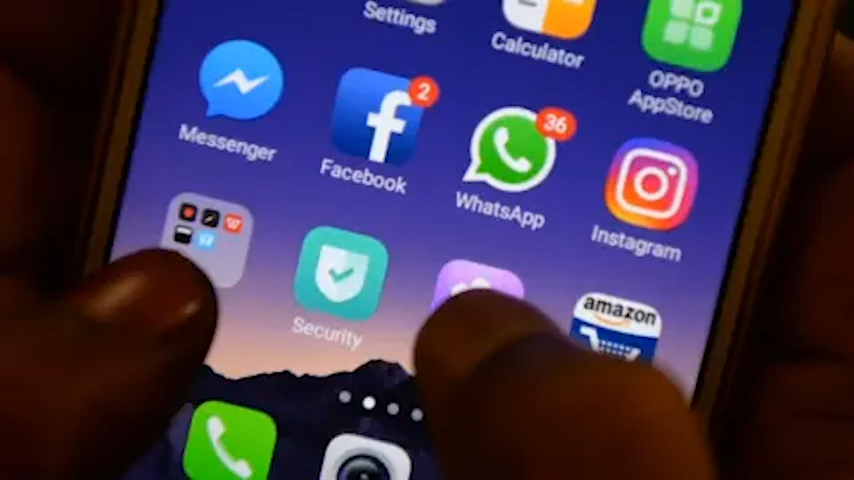 Settings
Calculator
OPPO
AppStore
Messenger
2
Facebook
36
WhatsApp
Instagram
Security
amazon